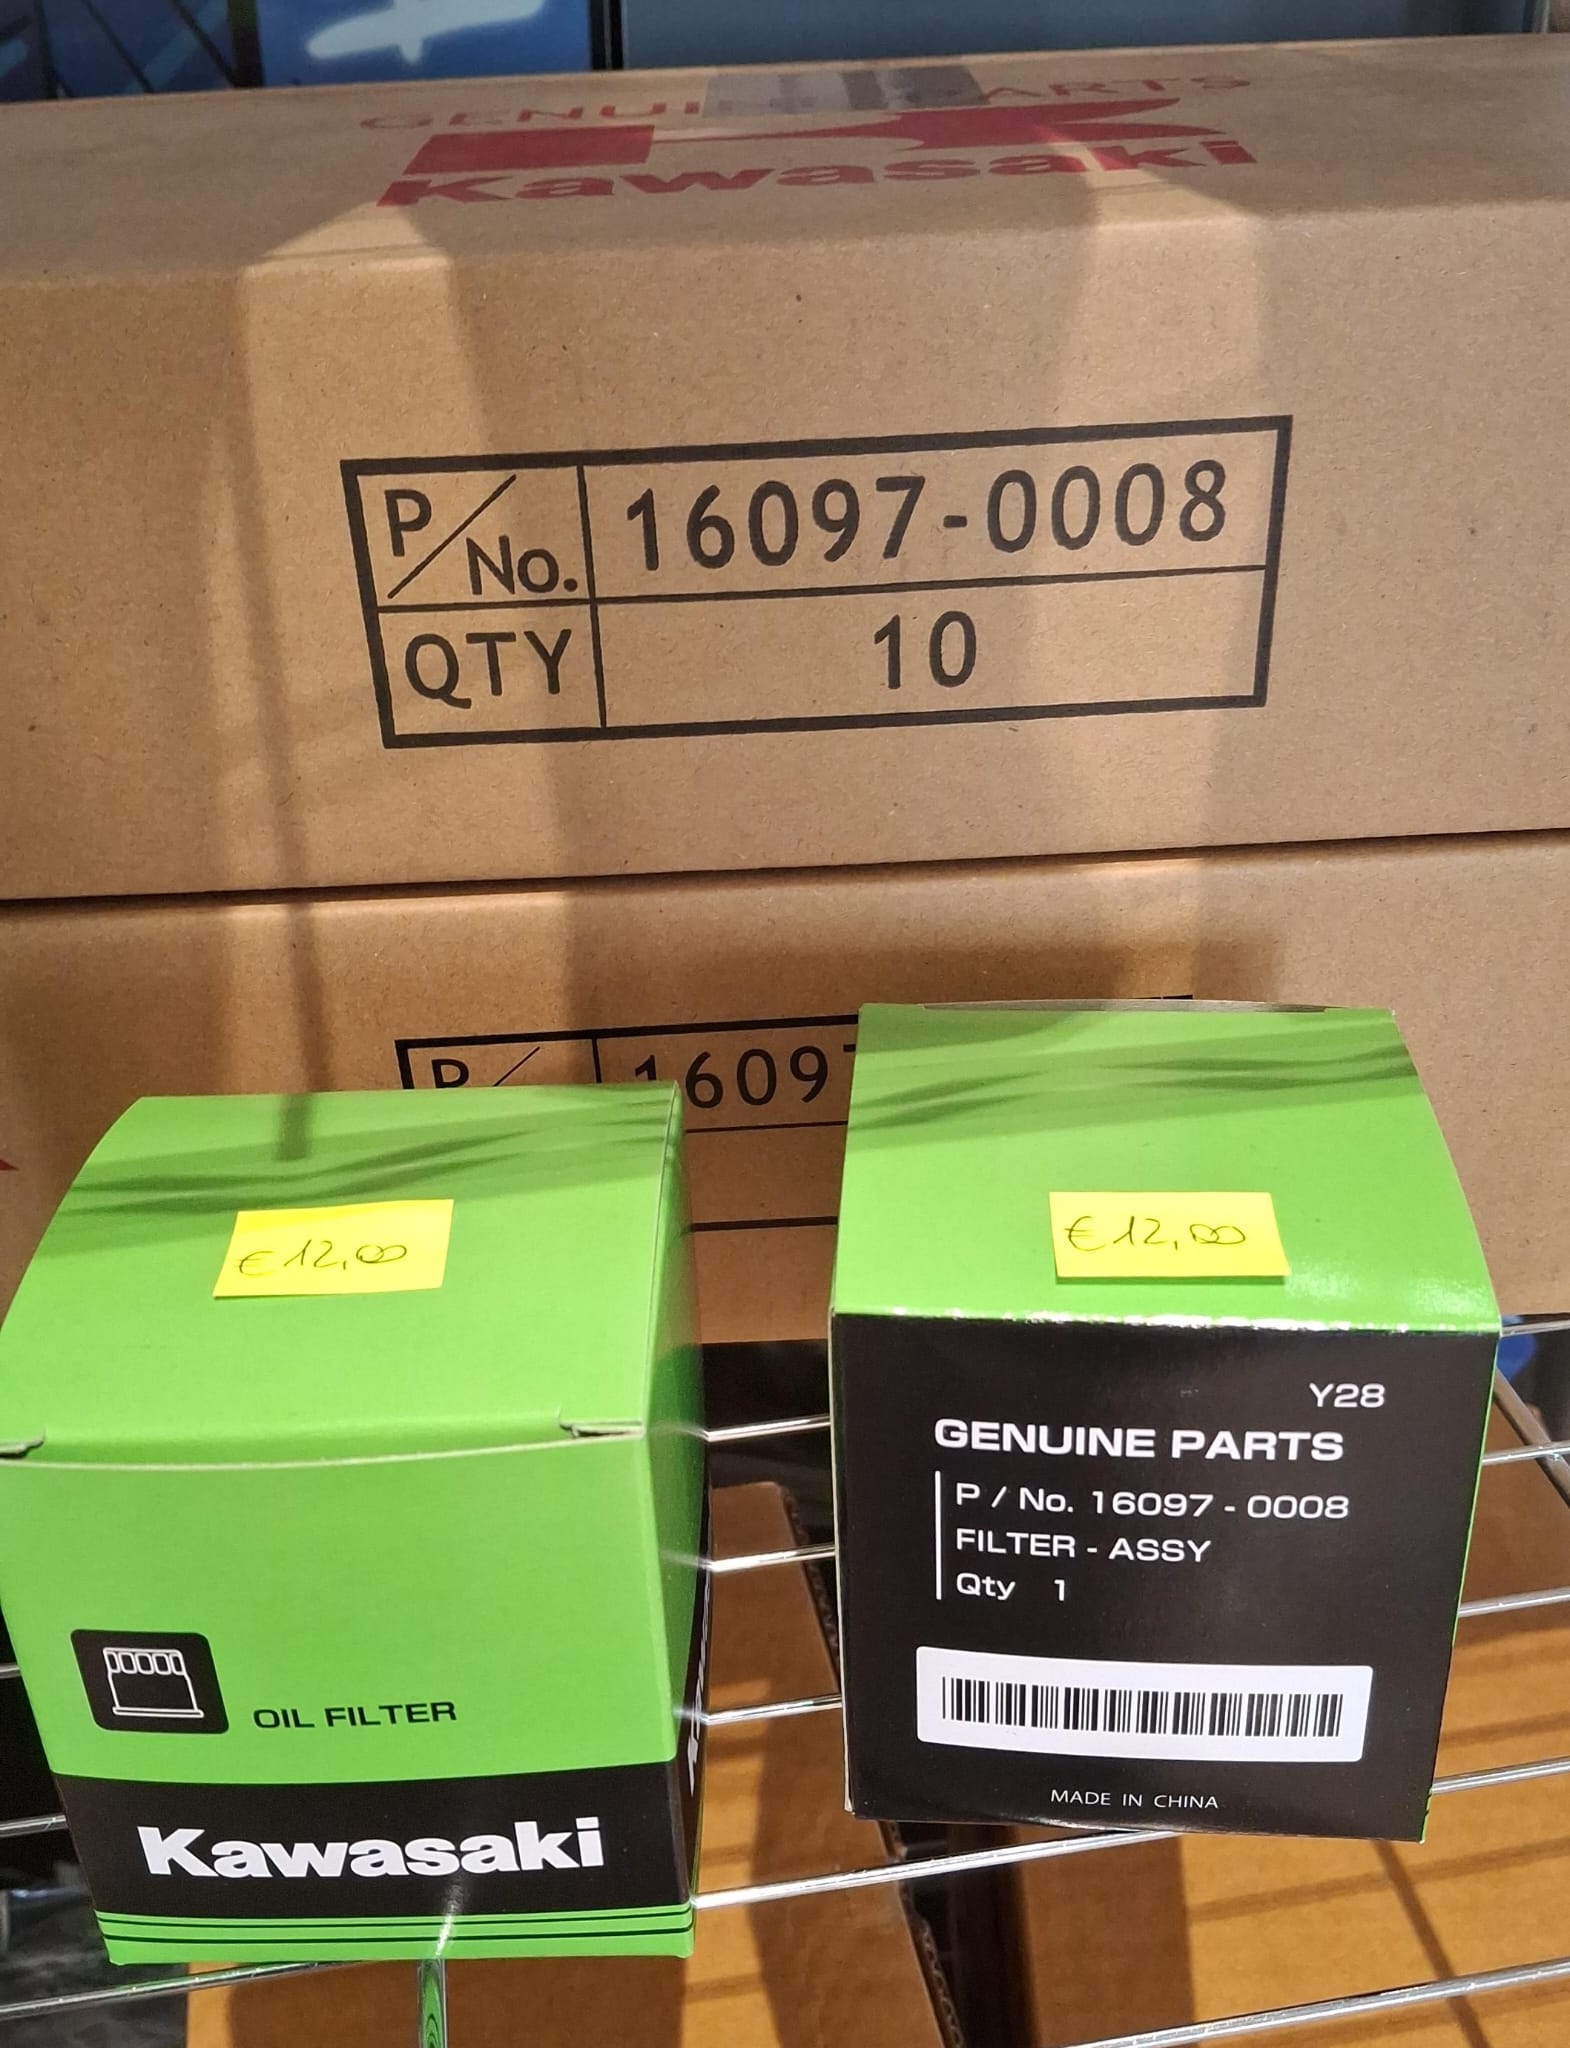 GENUINE PARTS
Kawasaki
P/No. 16097-0008
QTY 10
P/ 16097
€12,00
€12,00
OIL FILTER
Kawasaki
Y28
GENUINE PARTS
P / No. 16097 - 0008
FILTER - ASSY
Qty 1
MADE IN CHINA